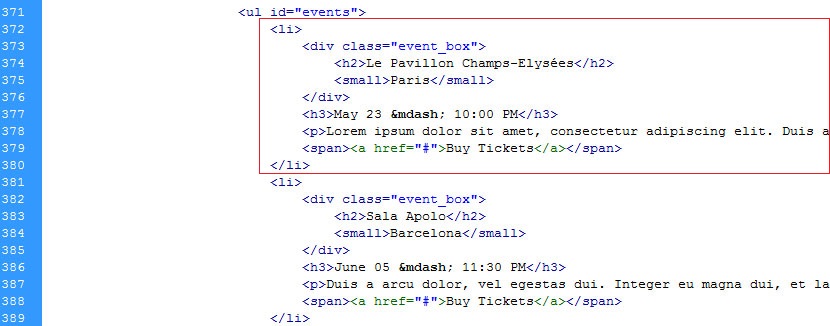 371 <ul id="events">
372 <li>
373 <div class="event_box">
374 <h2>Le Pavillon Champs-Elysées</h2>
375 <small>Paris</small>
376 </div>
377 <h3>May 23 &mdash; 10:00 PM</h3>
378 <p>Lorem ipsum dolor sit amet, consectetur adipiscing elit. Duis a
379 <span><a href="#">Buy Tickets</a></span>
380 </li>
381 <li>
382 <div class="event_box">
383 <h2>Sala Apolo</h2>
384 <small>Barcelona</small>
385 </div>
386 <h3>June 05 &mdash; 11:30 PM</h3>
387 <p>Duis a arcu dolor, vel egestas dui. Integer eu magna dui, et la
388 <span><a href="#">Buy Tickets</a></span>
389 </li>